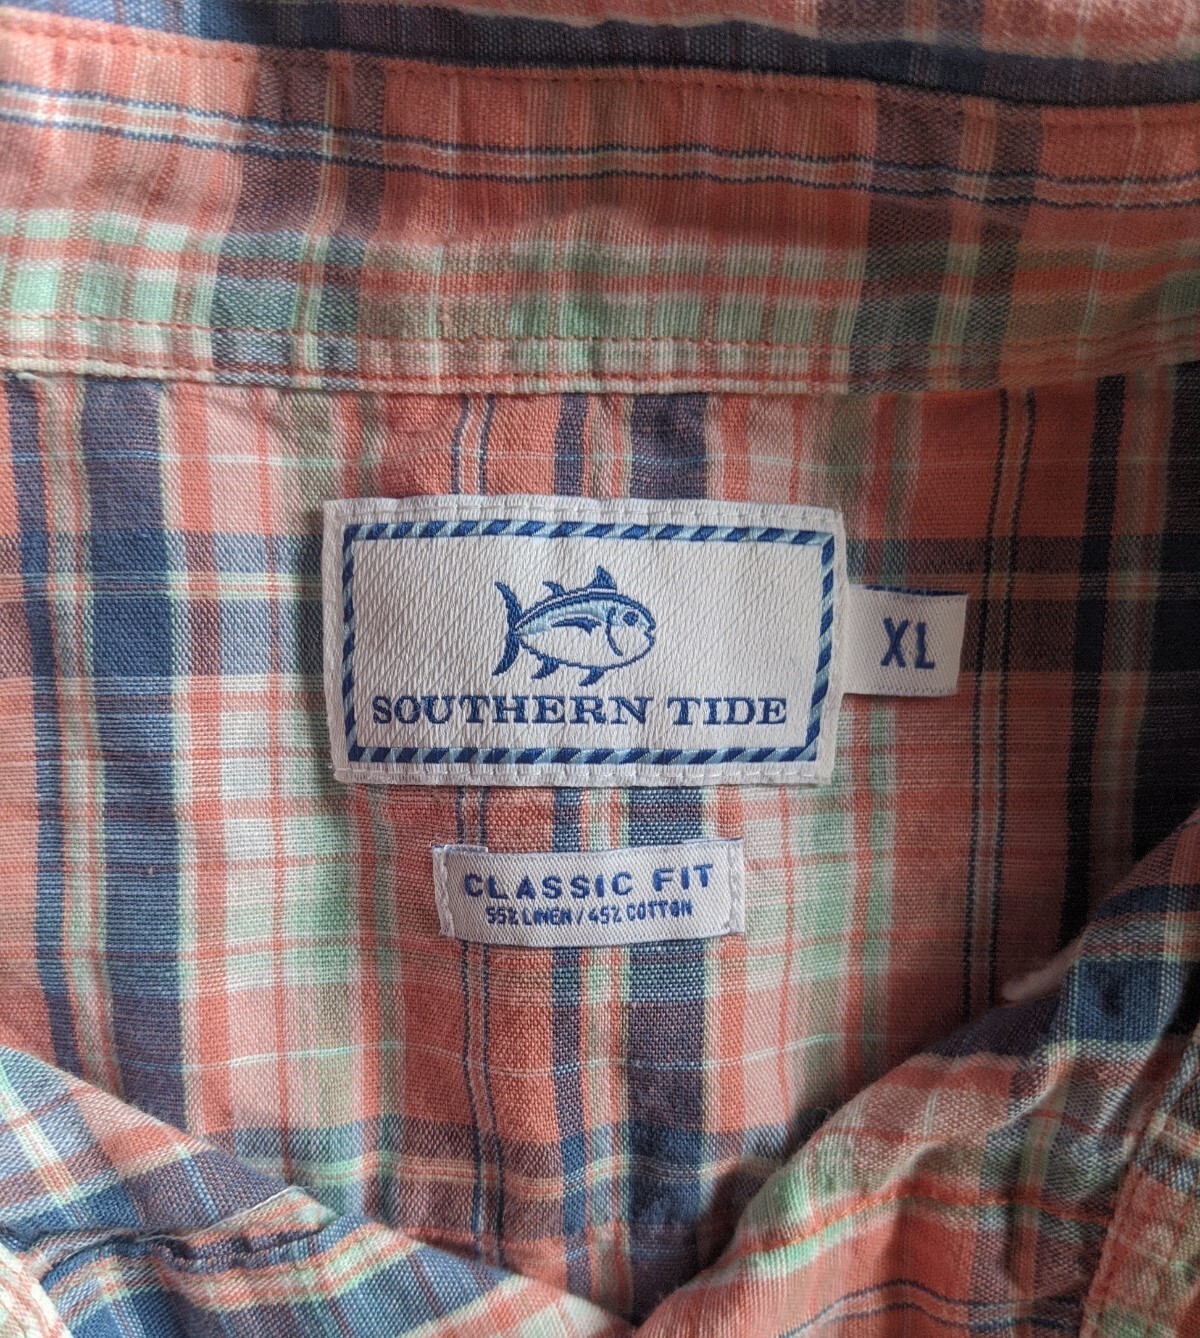 SOUTHERN TIDE
XL
CLASSIC FIT
55% LINEN / 45% COTTON